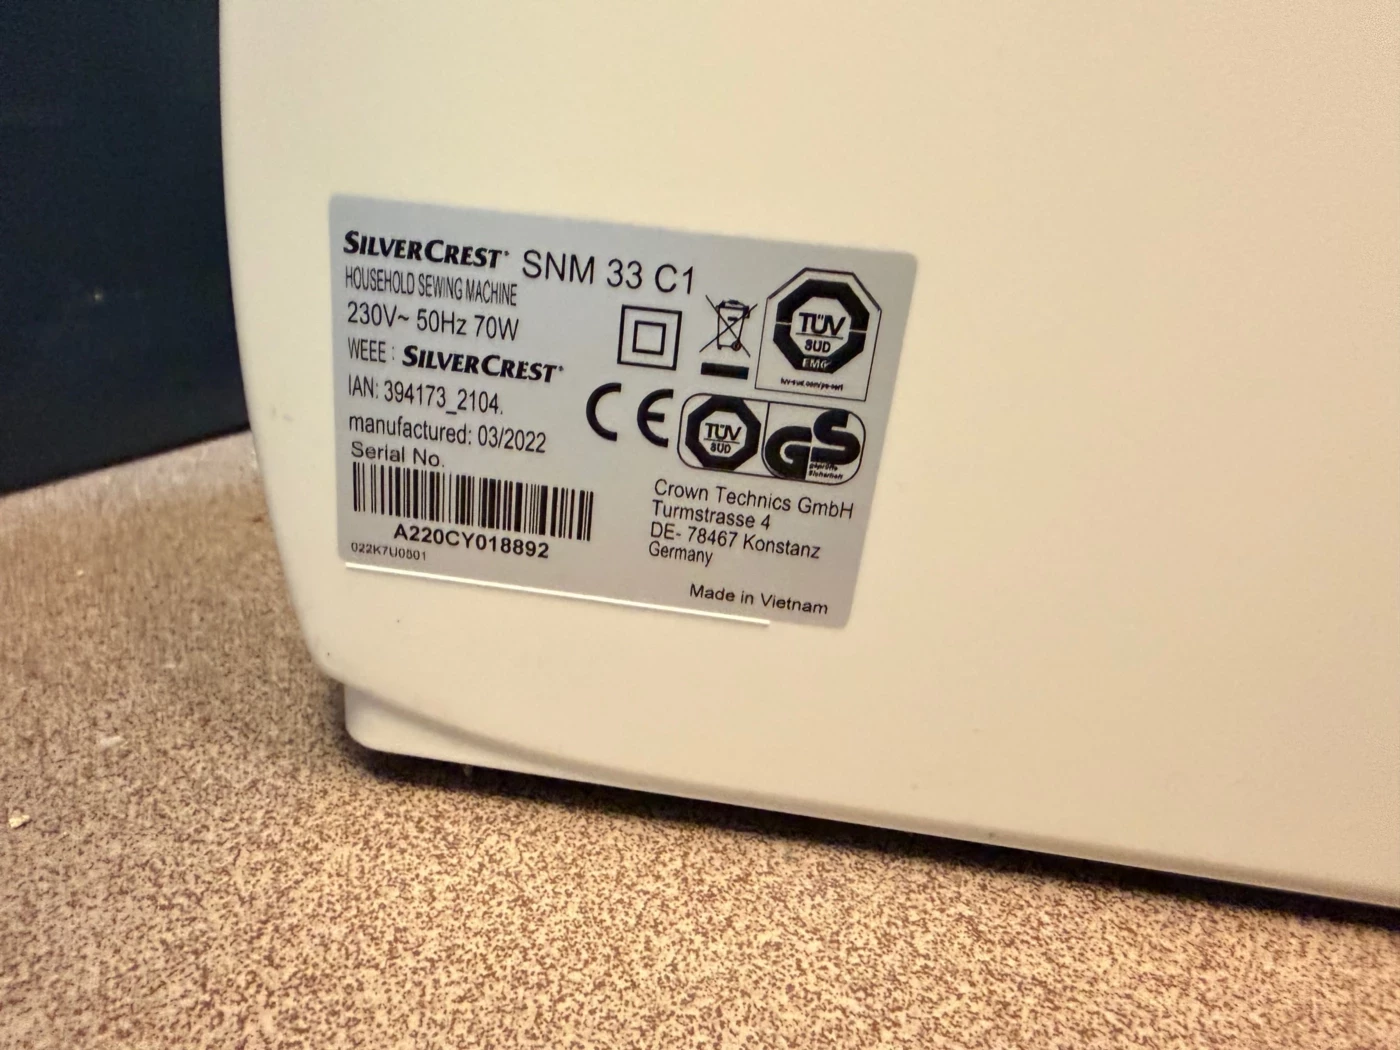 SILVERCREST® SNM 33 C1
HOUSEHOLD SEWING MACHINE
230V~ 50Hz 70W
WEEE : SILVERCREST®
IAN: 394173_2104.
manufactured: 03/2022
Serial No.
A220CY018892
022K7U0801
TÜV
SÜD
EMC
CE
TÜV
SÜD
GS
geprüfte
Sicherheit
Crown Technics GmbH
Turmstrasse 4
DE- 78467 Konstanz
Germany
Made in Vietnam